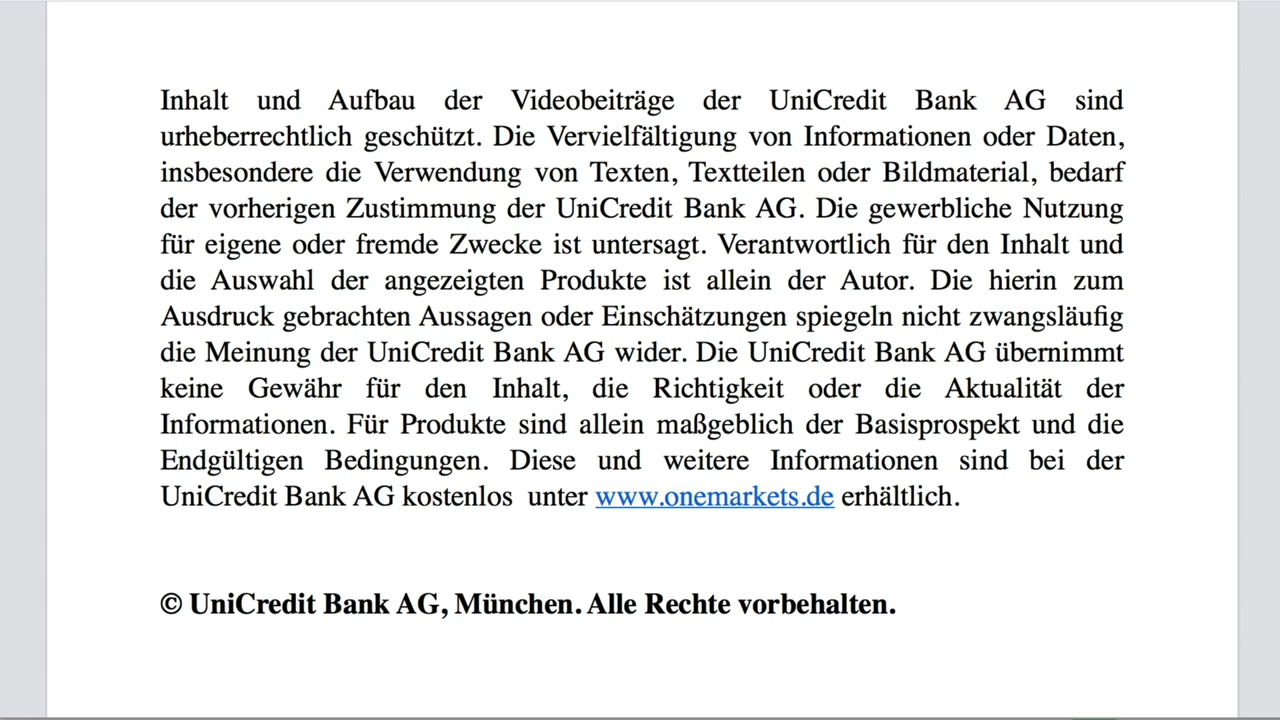 Inhalt und Aufbau der Videobeiträge der UniCredit Bank AG sind
urheberrechtlich geschützt. Die Vervielfältigung von Informationen oder Daten,
insbesondere die Verwendung von Texten, Textteilen oder Bildmaterial, bedarf
der vorherigen Zustimmung der UniCredit Bank AG. Die gewerbliche Nutzung
für eigene oder fremde Zwecke ist untersagt. Verantwortlich für den Inhalt und
die Auswahl der angezeigten Produkte ist allein der Autor. Die hierin zum
Ausdruck gebrachten Aussagen oder Einschätzungen spiegeln nicht zwangsläufig
die Meinung der UniCredit Bank AG wider. Die UniCredit Bank AG übernimmt
keine Gewähr für den Inhalt, die Richtigkeit oder die Aktualität der
Informationen. Für Produkte sind allein maßgeblich der Basisprospekt und die
Endgültigen Bedingungen. Diese und weitere Informationen sind bei der
UniCredit Bank AG kostenlos unter www.onemarkets.de erhältlich.
© UniCredit Bank AG, München. Alle Rechte vorbehalten.